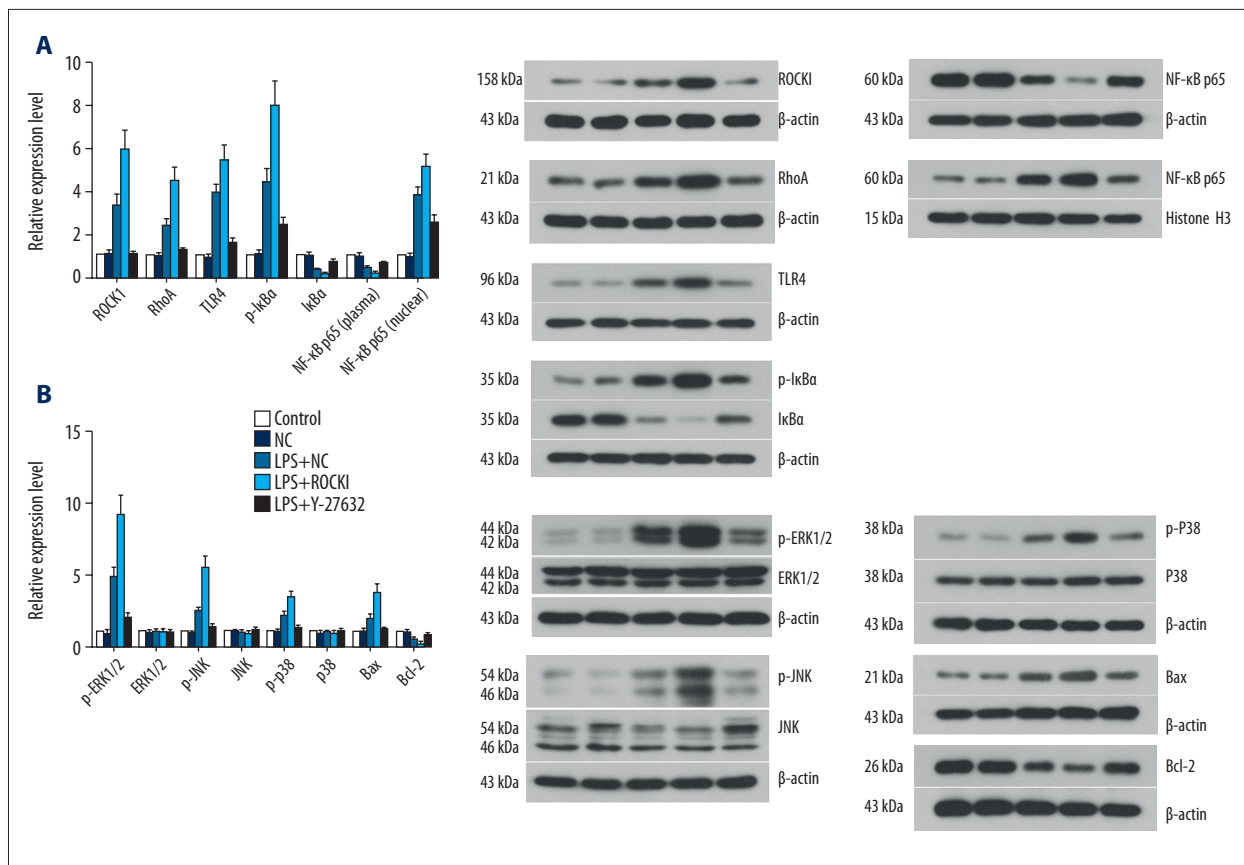 A
10
8
6
4
2
0
Relative expression level
ROCK1
RhoA
TLR4
p-IκBα
IκBα
NF-κB p65 (plasma)
NF-κB p65 (nuclear)
158 kDa
ROCKI
43 kDa
β-actin
21 kDa
RhoA
43 kDa
β-actin
96 kDa
TLR4
43 kDa
β-actin
35 kDa
p-IκBα
35 kDa
IκBα
43 kDa
β-actin
60 kDa
NF-κB p65
43 kDa
β-actin
60 kDa
NF-κB p65
15 kDa
Histone H3
B
15
10
5
0
Relative expression level
Control
NC
LPS+NC
LPS+ROCKI
LPS+Y-27632
p-ERK1/2
ERK1/2
p-JNK
JNK
p-p38
p38
Bax
Bcl-2
44 kDa
42 kDa
p-ERK1/2
44 kDa
42 kDa
ERK1/2
43 kDa
β-actin
54 kDa
46 kDa
p-JNK
54 kDa
46 kDa
JNK
43 kDa
β-actin
38 kDa
p-P38
38 kDa
P38
43 kDa
β-actin
21 kDa
Bax
43 kDa
β-actin
26 kDa
Bcl-2
43 kDa
β-actin